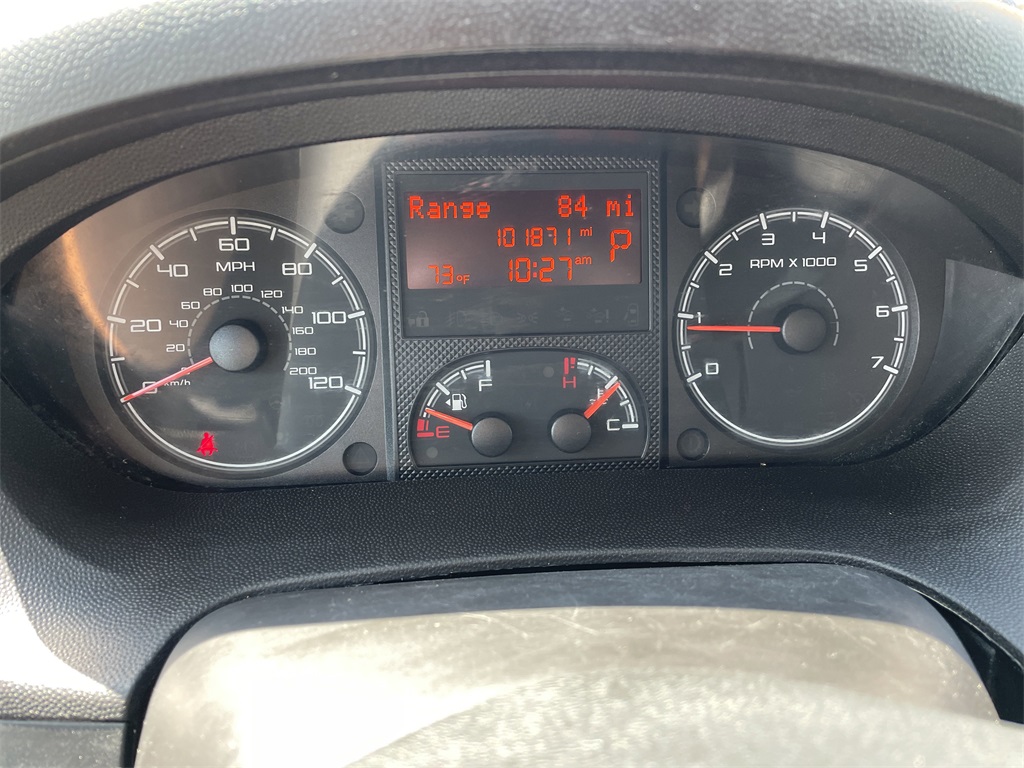 Range 84 mi
101871 mi
P
73°F 10:27 am
0 20 40 60 80 100 120
MPH
20 40 60 80 100 120 140 160 180 200
km/h
E F
H C
0 1 2 3 4 5 6 7
RPM X 1000